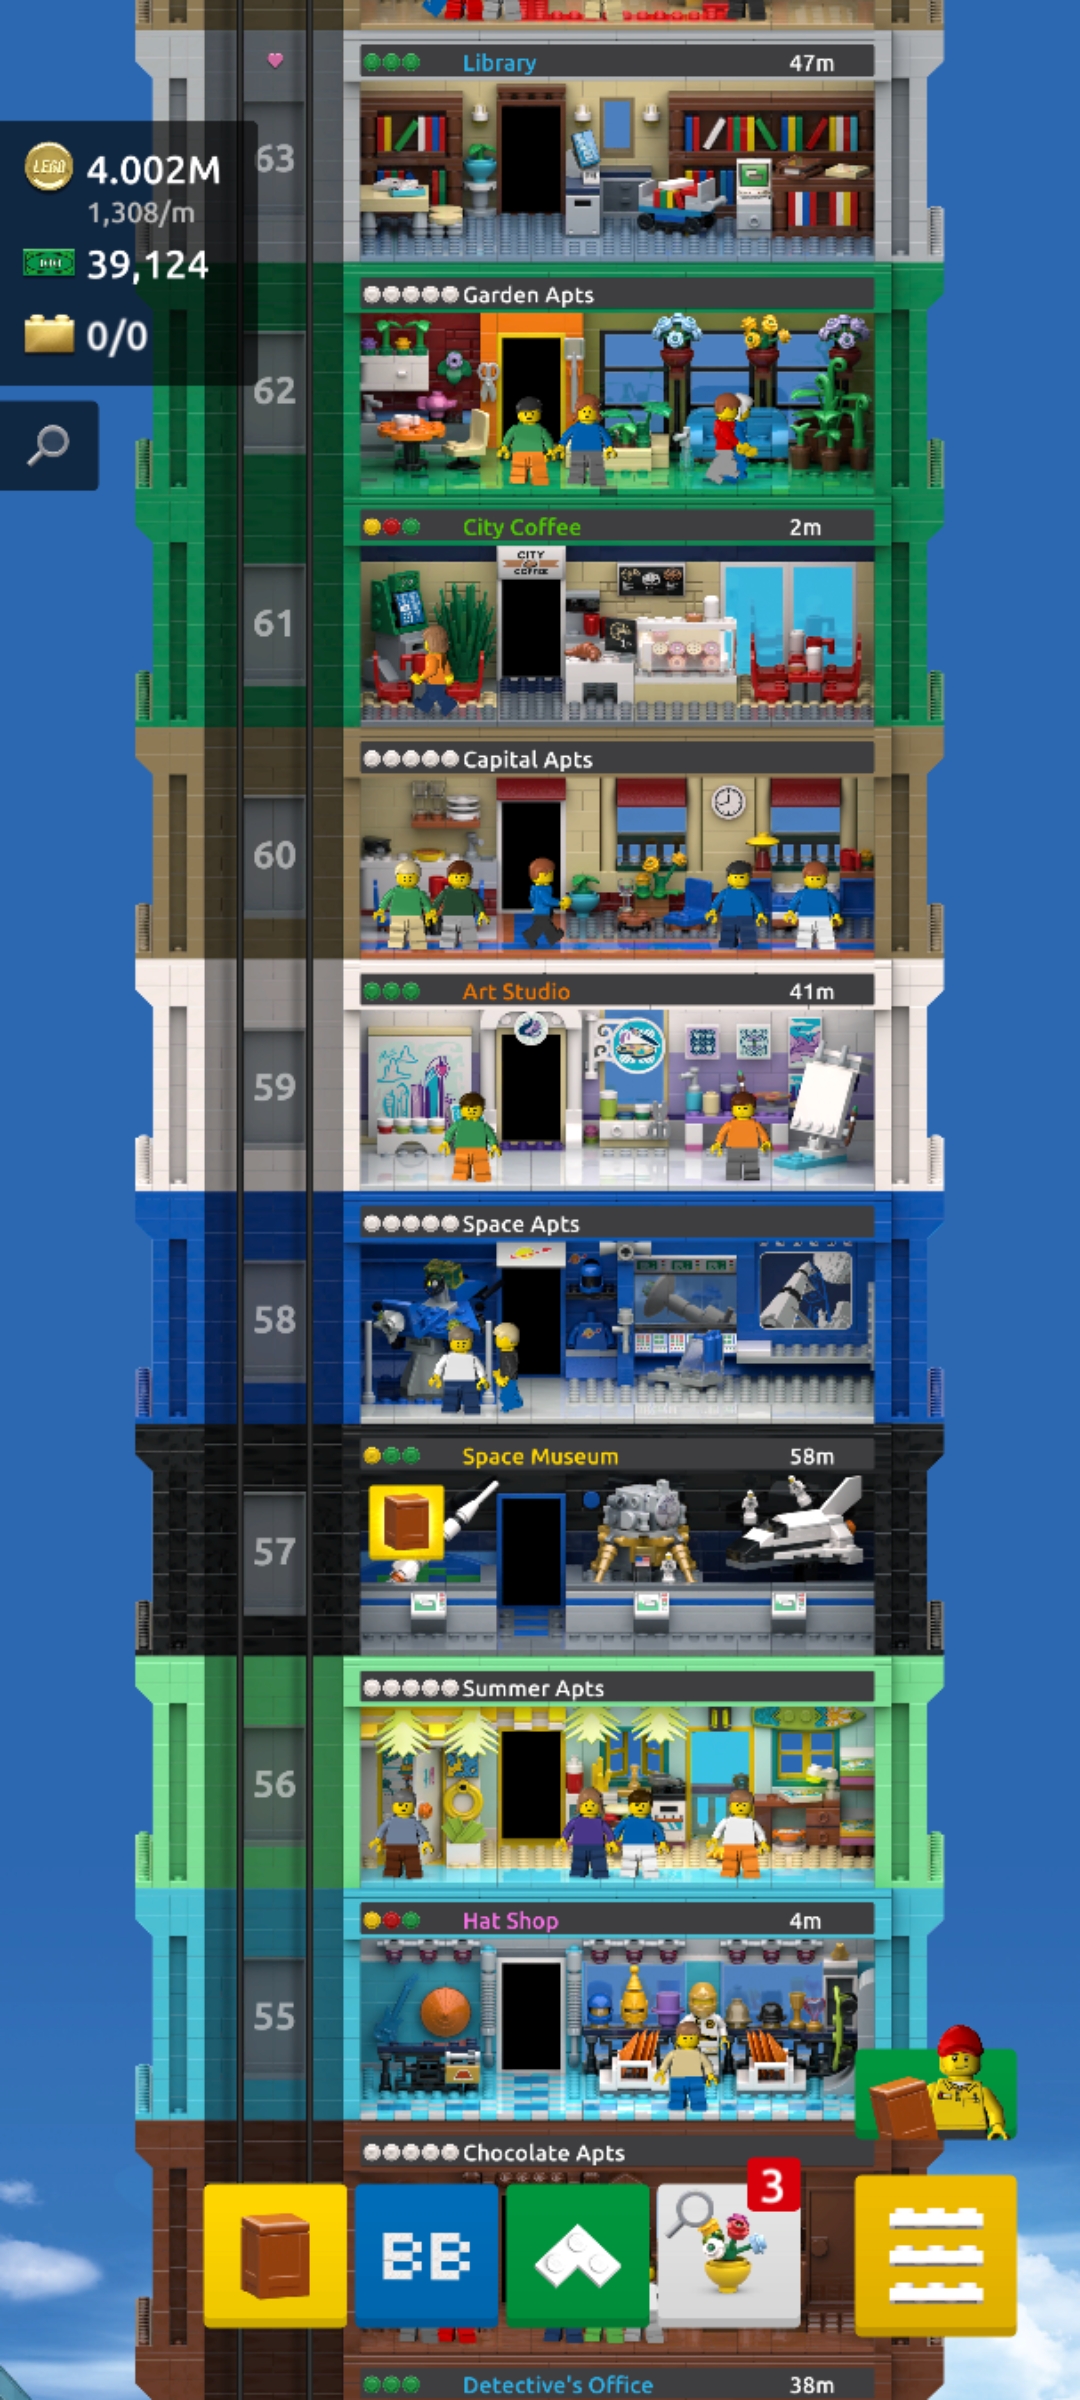 Library 47m
63
LEGO 4.002M
1,308/m
39,124
0/0
Garden Apts
62
City Coffee 2m
CITY
COFFEE
61
Capital Apts
60
Art Studio 41m
59
Space Apts
58
Space Museum 58m
57
Summer Apts
56
Hat Shop 4m
55
Chocolate Apts
3
BB
Detective's Office 38m